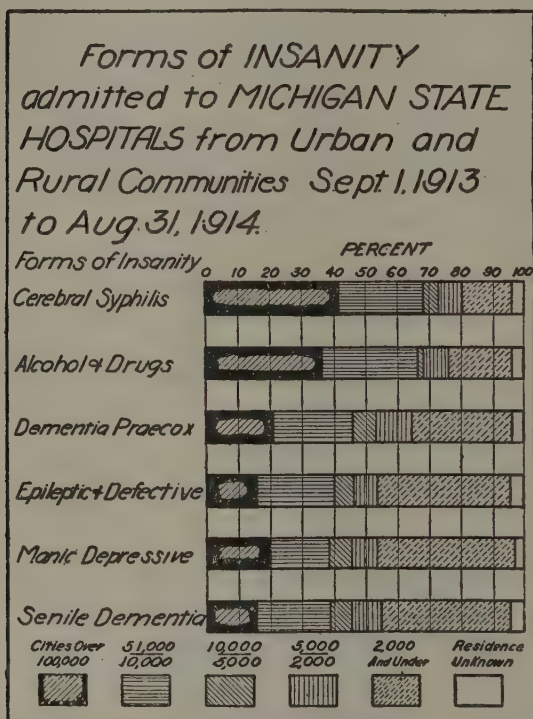 Forms of INSANITY
admitted to MICHIGAN STATE
HOSPITALS from Urban and
Rural Communities Sept. 1, 1913
to Aug. 31, 1914.
PERCENT
Forms of Insanity 0 10 20 30 40 50 60 70 80 90 100
Cerebral Syphilis
Alcohol & Drugs
Dementia Praecox
Epileptic & Defective
Manic Depressive
Senile Dementia
Cities Over 51,000 10,000 5,000 2,000 Residence
100,000 10,000 5,000 2,000 And Under Unknown